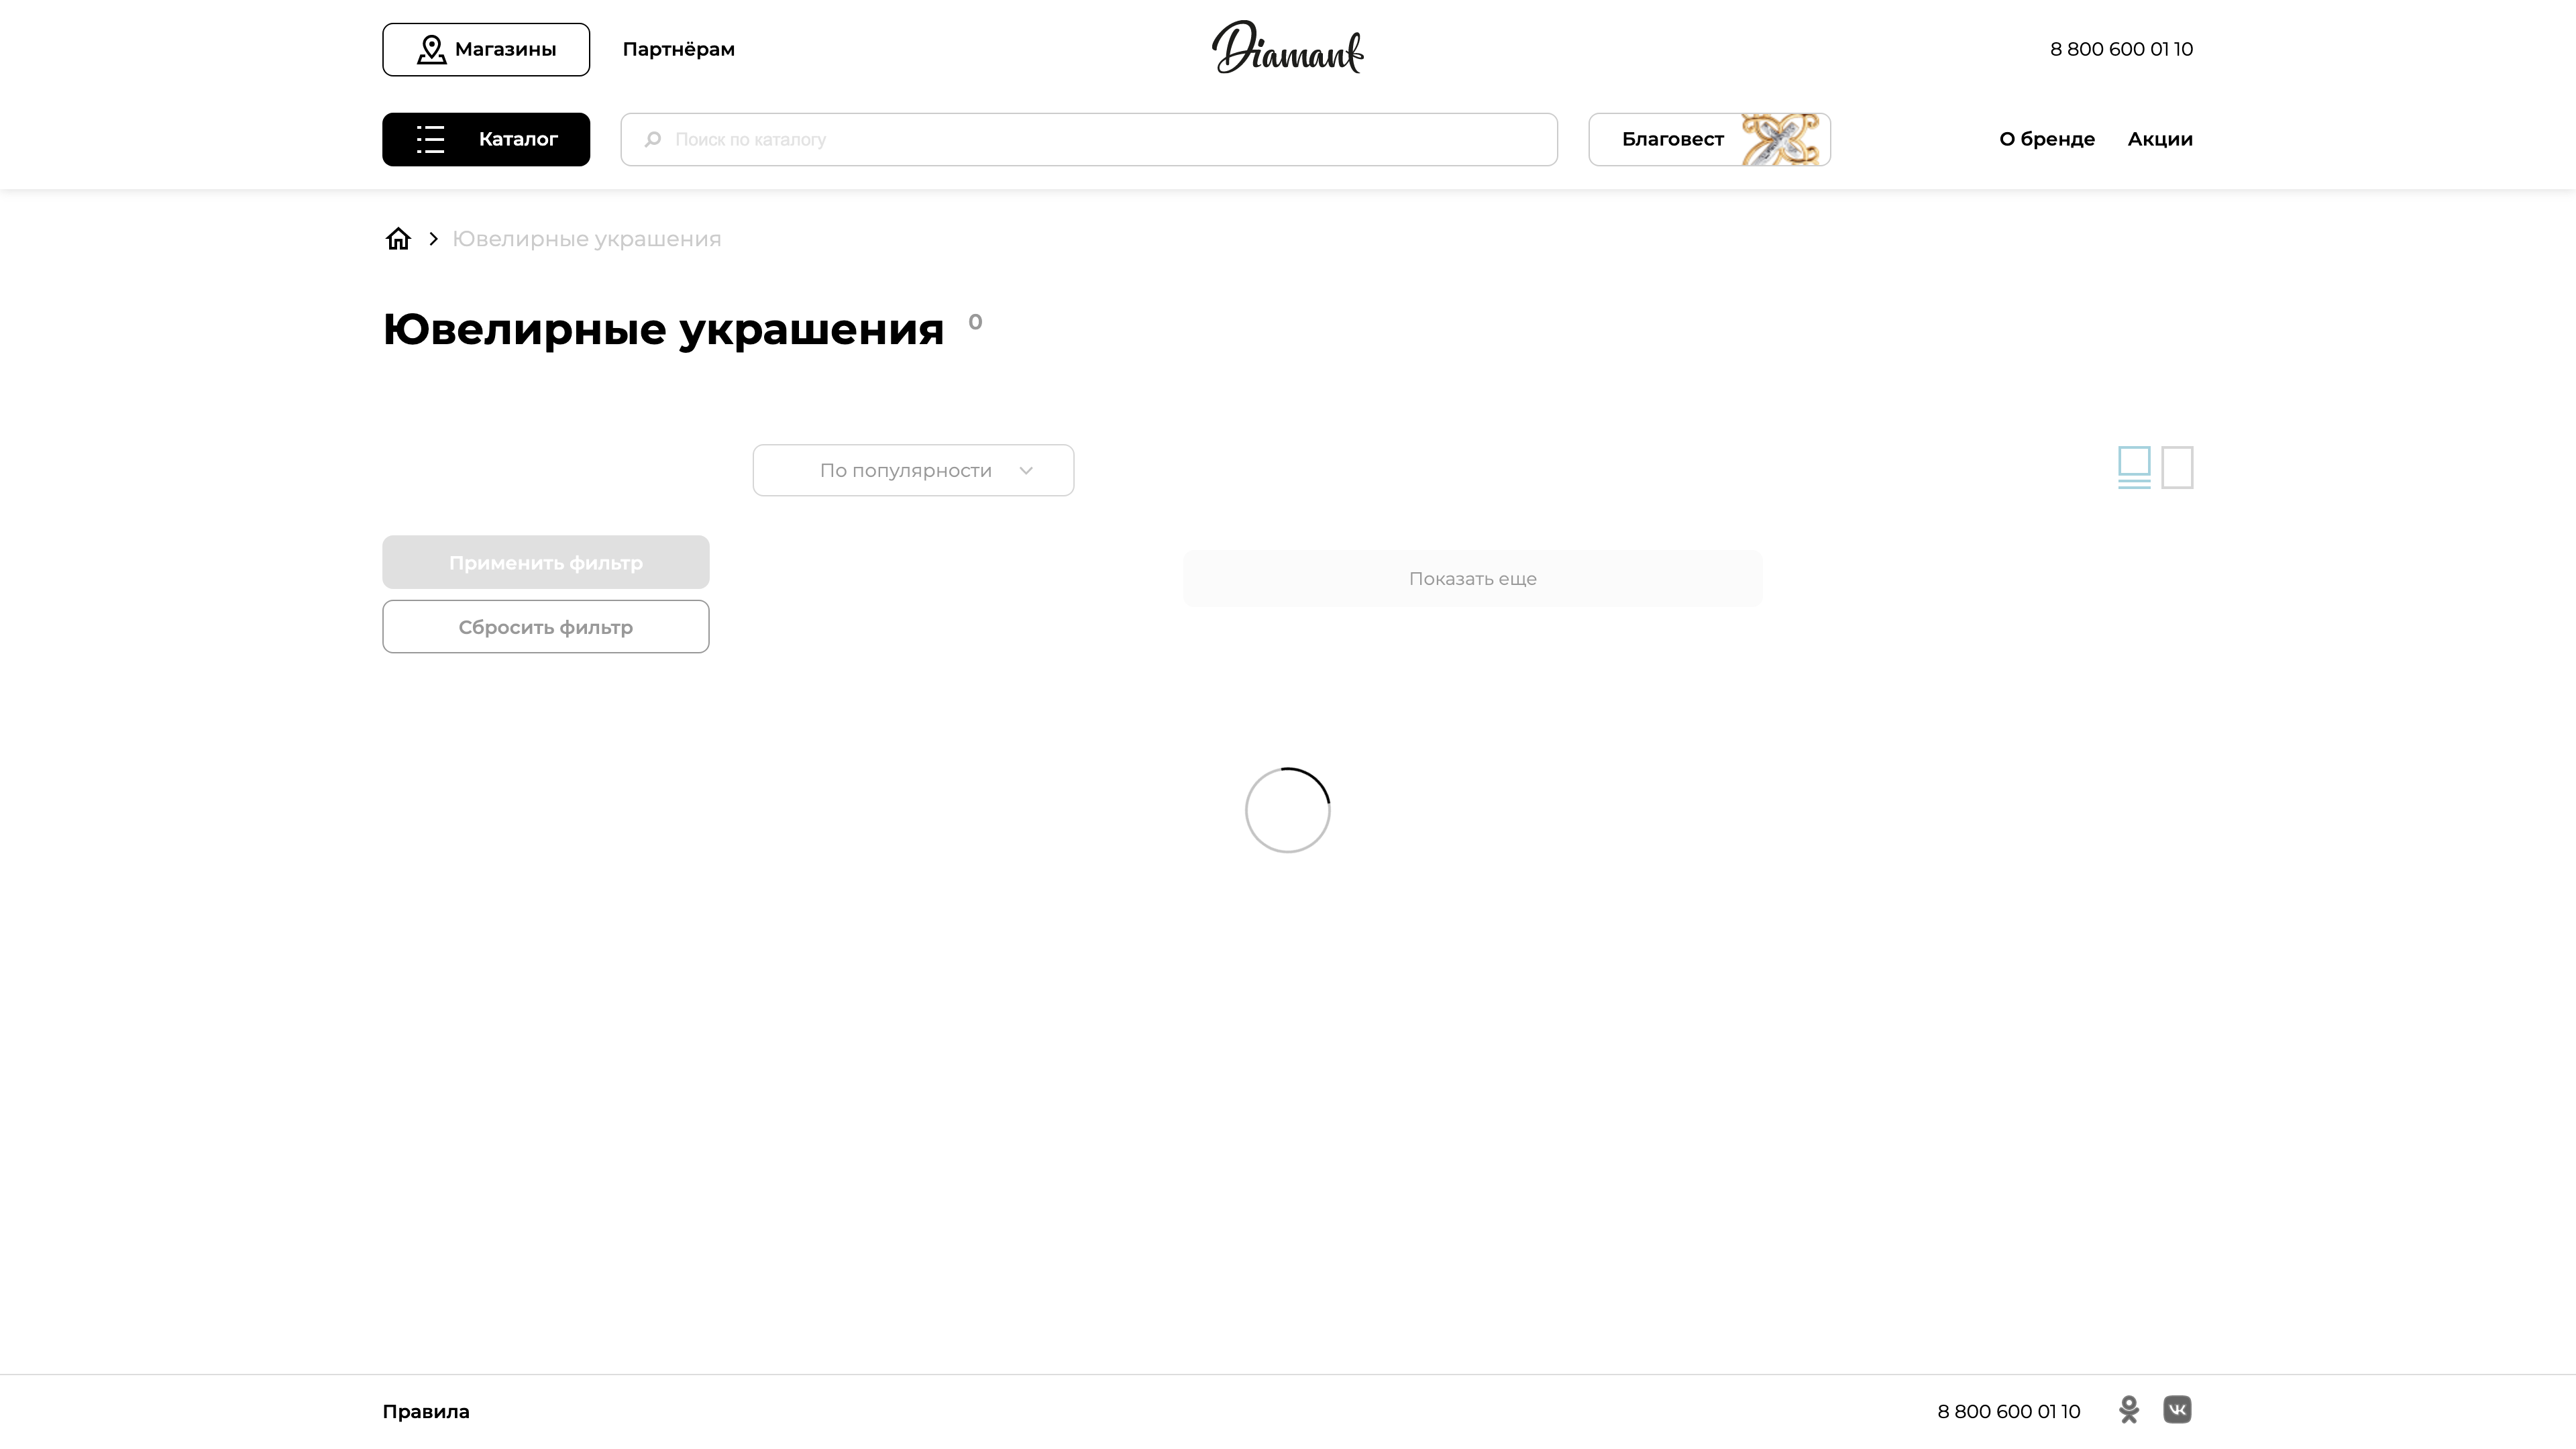 Магазины
Партнёрам
Diamant
8 800 600 01 10
Каталог
Поиск по каталогу
Благовест
О бренде
Акции
Ювелирные украшения
Ювелирные украшения 0
По популярности
Применить фильтр
Показать еще
Сбросить фильтр
Правила
8 800 600 01 10